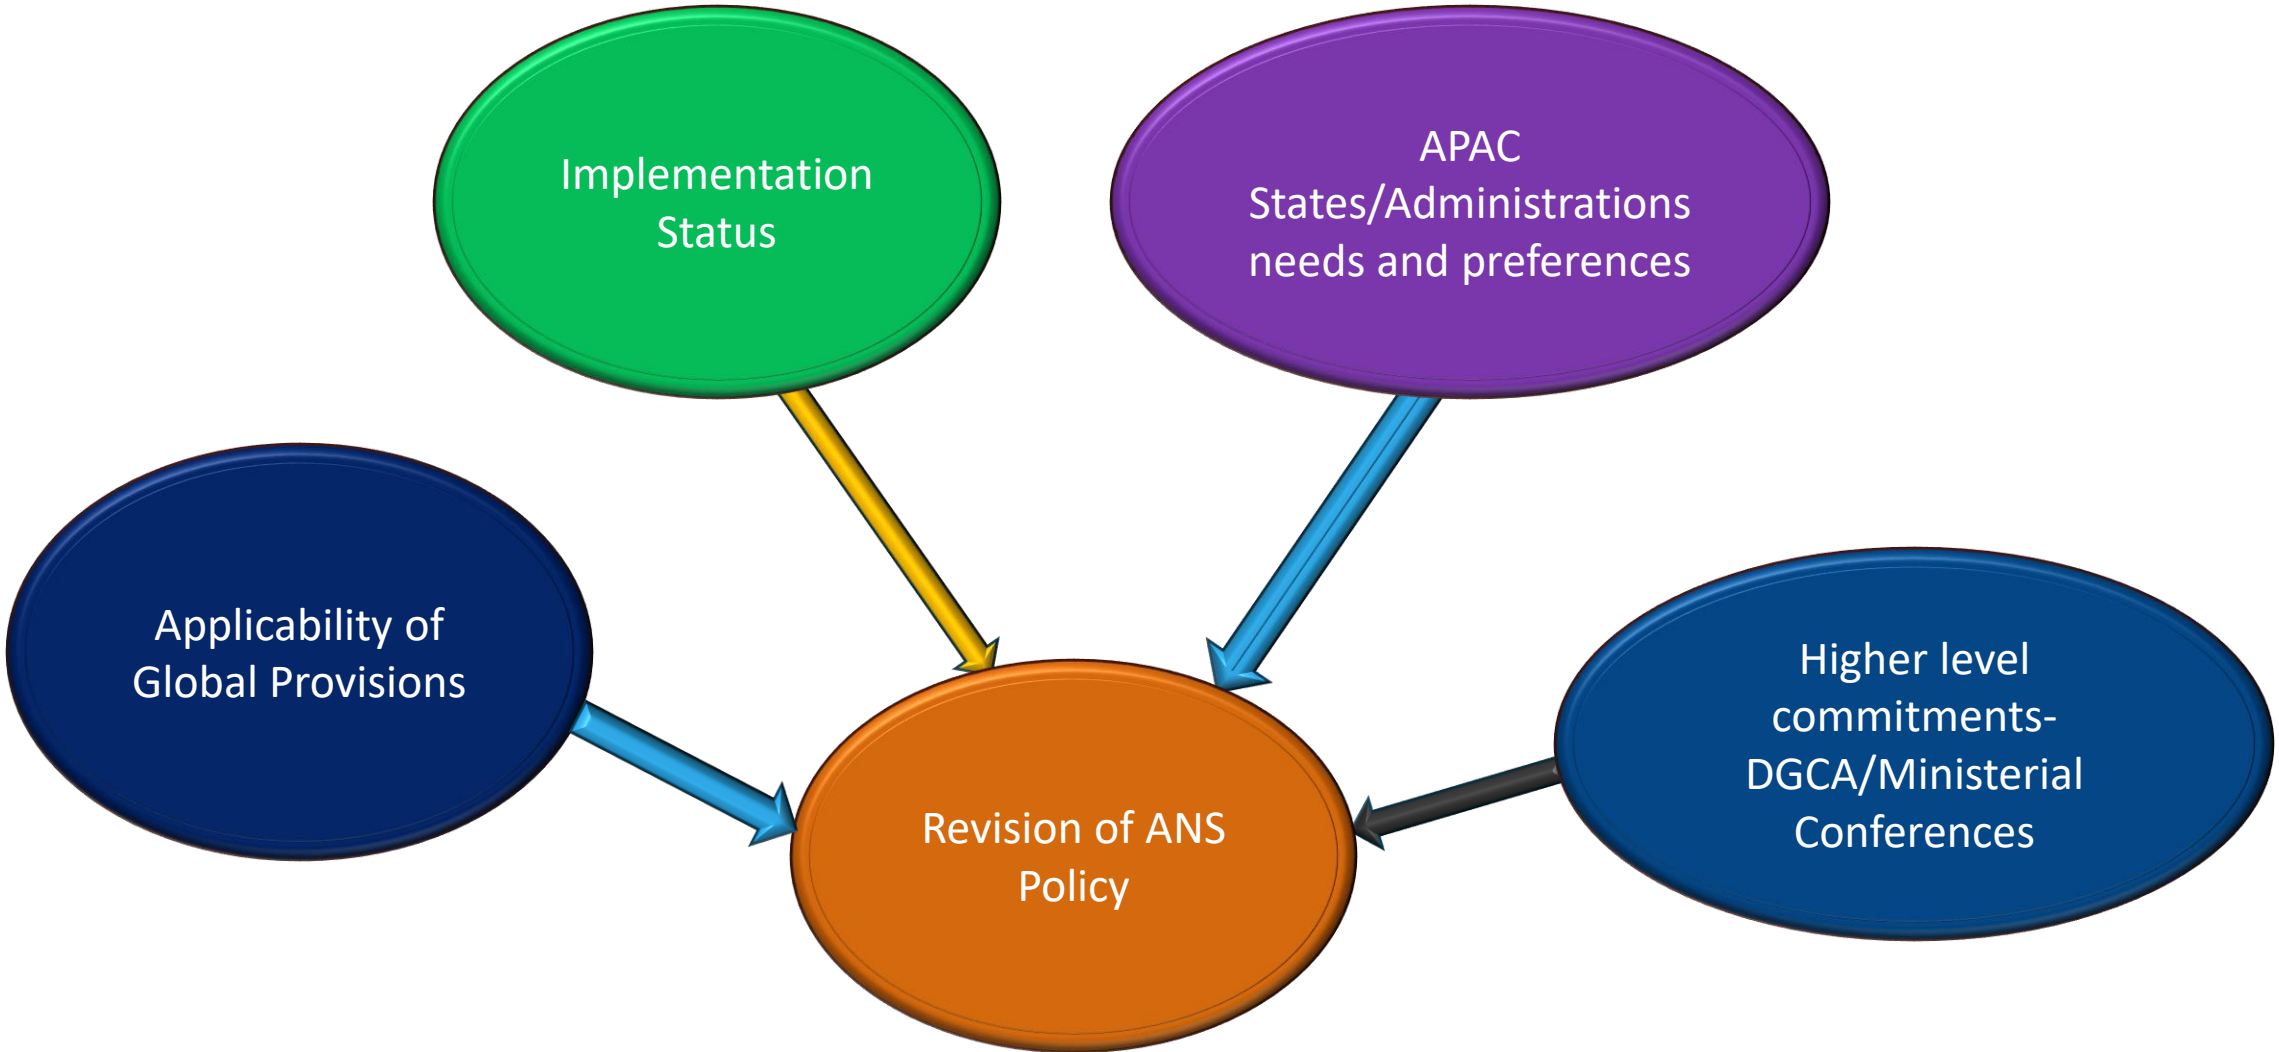 Implementation
Status
APAC
States/Administrations
needs and preferences
Applicability of
Global Provisions
Higher level
commitments-
DGCA/Ministerial
Conferences
Revision of ANS
Policy